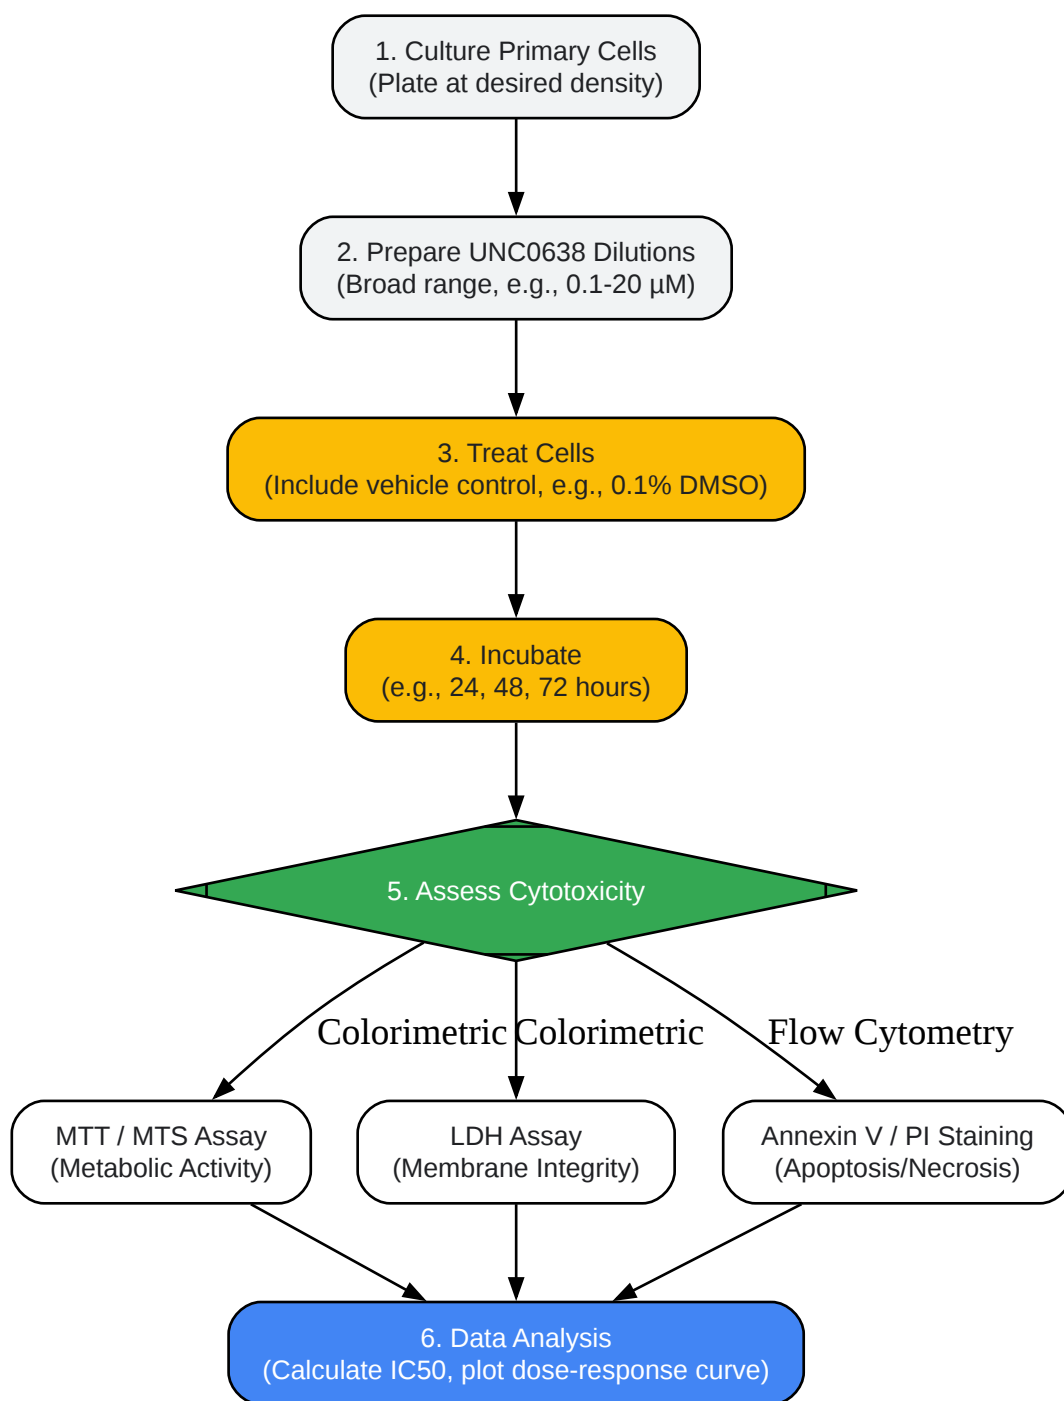 1. Culture Primary Cells
(Plate at desired density)
2. Prepare UNC0638 Dilutions
(Broad range, e.g., 0.1-20 µM)
3. Treat Cells
(Include vehicle control, e.g., 0.1% DMSO)
4. Incubate
(e.g., 24, 48, 72 hours)
5. Assess Cytotoxicity
Colorimetric
Colorimetric
Flow Cytometry
MTT / MTS Assay
(Metabolic Activity)
LDH Assay
(Membrane Integrity)
Annexin V / PI Staining
(Apoptosis/Necrosis)
6. Data Analysis
(Calculate IC50, plot dose-response curve)